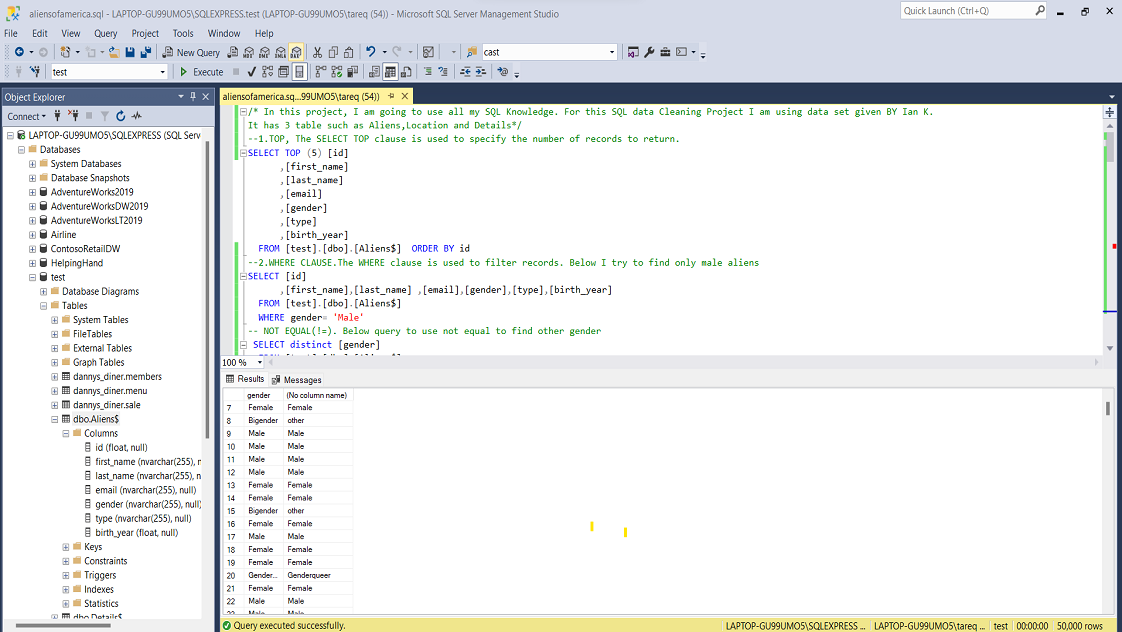 aliensofamerica.sql - LAPTOP-GU99UMO5\SQLEXPRESS.test (LAPTOP-GU99UMO5\tareq (54)) - Microsoft SQL Server Management Studio
Quick Launch (Ctrl+Q)
File Edit View Query Project Tools Window Help
New Query MDX DMX XMLA DAX cast
test Execute
Object Explorer
Connect
LAPTOP-GU99UMO5\SQLEXPRESS (SQL Serv
Databases
System Databases
Database Snapshots
AdventureWorks2019
AdventureWorksDW2019
AdventureWorksLT2019
Airline
ContosoRetailDW
HelpingHand
test
Database Diagrams
Tables
System Tables
FileTables
External Tables
Graph Tables
dannys_diner.members
dannys_diner.menu
dannys_diner.sale
dbo.Aliens$
Columns
id (float, null)
first_name (nvarchar(255), n
last_name (nvarchar(255), n
email (nvarchar(255), null)
gender (nvarchar(255), null)
type (nvarchar(255), null)
birth_year (float, null)
Keys
Constraints
Triggers
Indexes
Statistics
dbo.Details$
aliensofamerica.sq...99UMO5\tareq (54))
/* In this project, I am going to use all my SQL Knowledge. For this SQL data Cleaning Project I am using data set given BY Ian K.
It has 3 table such as Aliens,Location and Details*/
--1.TOP, The SELECT TOP clause is used to specify the number of records to return.
SELECT TOP (5) [id]
,[first_name]
,[last_name]
,[email]
,[gender]
,[type]
,[birth_year]
FROM [test].[dbo].[Aliens$] ORDER BY id
--2.WHERE CLAUSE.The WHERE clause is used to filter records. Below I try to find only male aliens
SELECT [id]
,[first_name],[last_name] ,[email],[gender],[type],[birth_year]
FROM [test].[dbo].[Aliens$]
WHERE gender= 'Male'
-- NOT EQUAL(!=). Below query to use not equal to find other gender
SELECT distinct [gender]
100 %
Results Messages
gender (No column name)
7 Female Female
8 Bigender other
9 Male Male
10 Male Male
11 Male Male
12 Male Male
13 Female Female
14 Female Female
15 Bigender other
16 Female Female
17 Male Male
18 Female Female
19 Female Female
20 Gender... Genderqueer
21 Female Female
22 Male Male
23 Male Male
Query executed successfully. LAPTOP-GU99UMO5\SQLEXPRESS ... LAPTOP-GU99UMO5\tareq ... test 00:00:00 50,000 rows